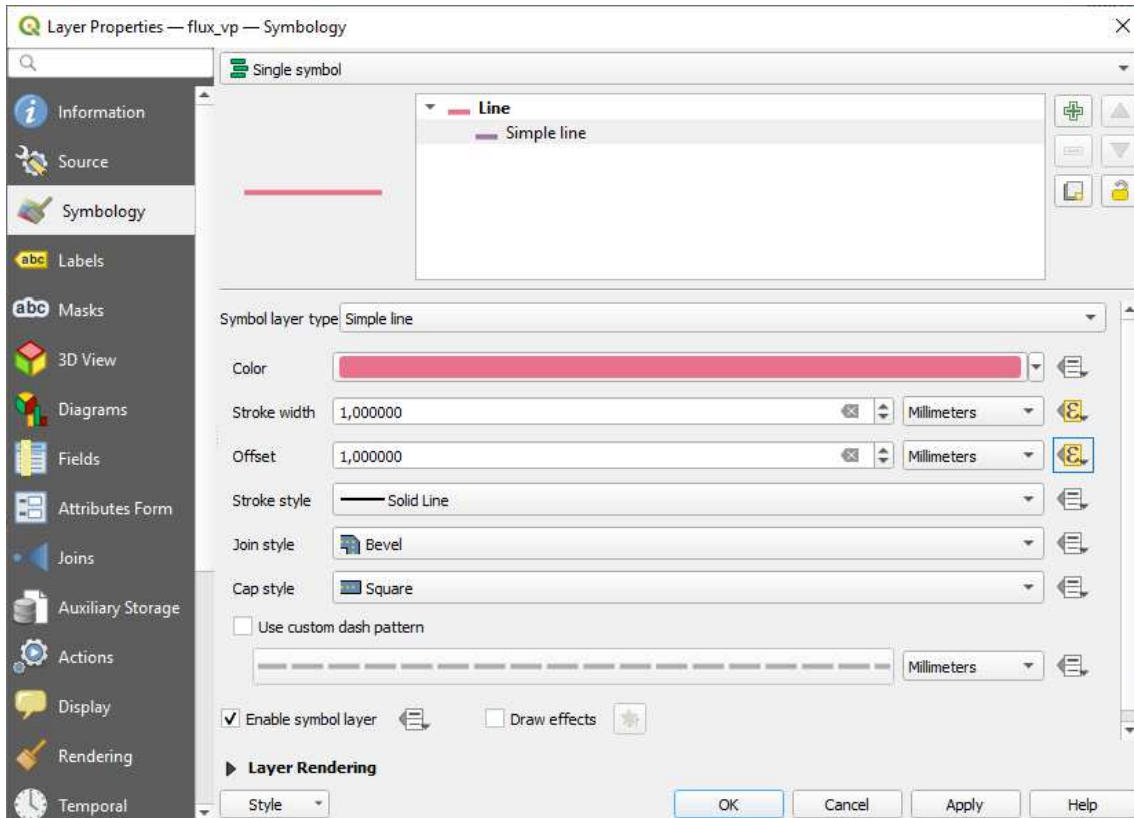 Layer Properties — flux_vp — Symbology
Single symbol
Information
Source
Symbology
Labels
Masks
3D View
Diagrams
Fields
Attributes Form
Joins
Auxiliary Storage
Actions
Display
Rendering
Temporal
Line
Simple line
Symbol layer type Simple line
Color
Stroke width 1,000000 Millimeters
Offset 1,000000 Millimeters
Stroke style Solid Line
Join style Bevel
Cap style Square
Use custom dash pattern
Millimeters
Enable symbol layer Draw effects
Layer Rendering
Style OK Cancel Apply Help